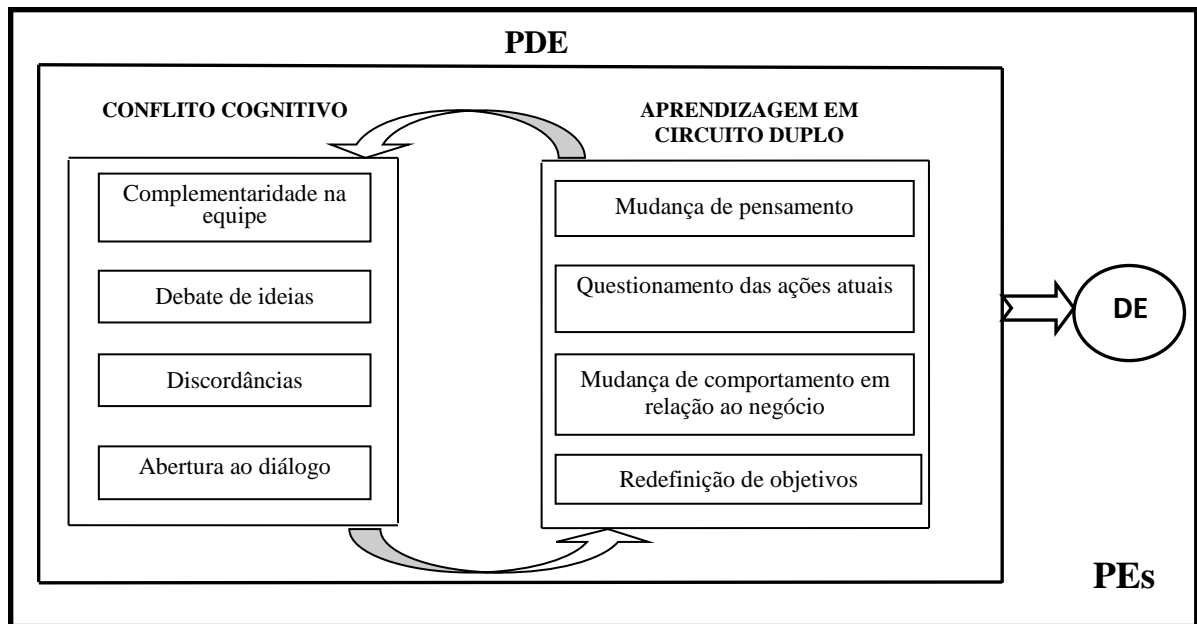 PDE
CONFLITO COGNITIVO
Complementaridade na
equipe
Debate de ideias
Discordâncias
Abertura ao diálogo
APRENDIZAGEM EM
CIRCUITO DUPLO
Mudança de pensamento
Questionamento das ações atuais
Mudança de comportamento em
relação ao negócio
Redefinição de objetivos
DE
PEs